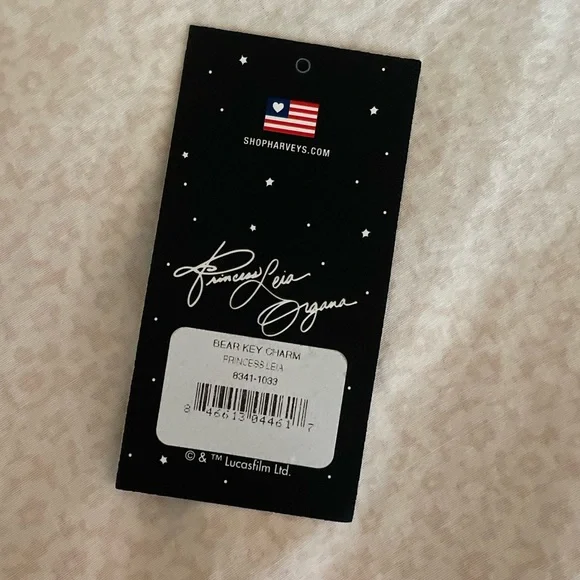 SHOPHARVEYS.COM
Princess Leia
Organa
BEAR KEY CHARM
PRINCESS LEIA
8341-1033
8 46613 04461 7
© & ™ Lucasfilm Ltd.